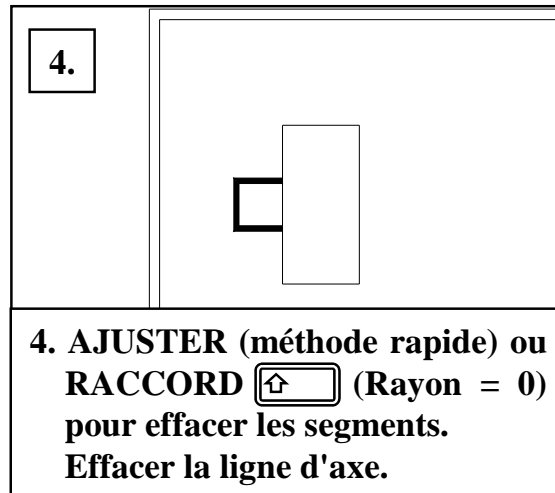 4.
4. AJUSTER (méthode rapide) ou
RACCORD ⇧ (Rayon = 0)
pour effacer les segments.
Effacer la ligne d'axe.